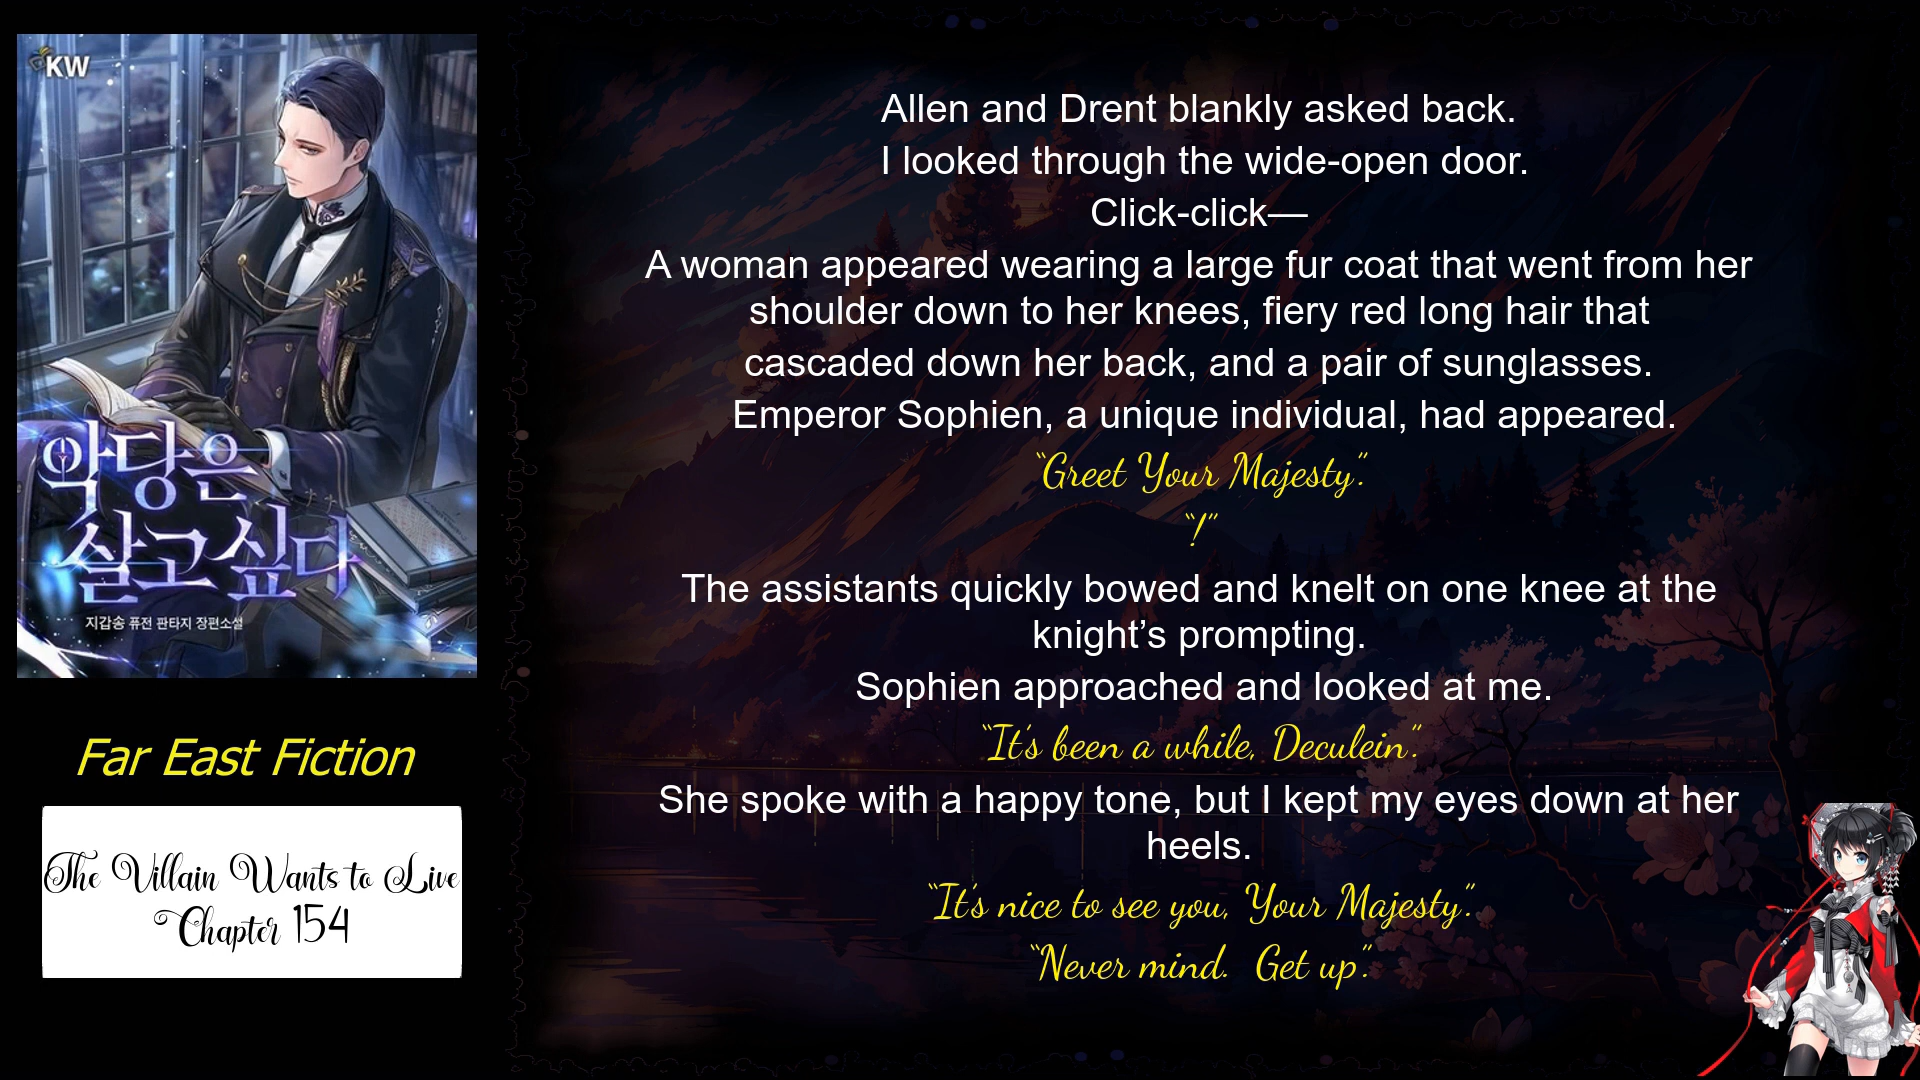 KW
악당은
살고싶다
지갑송 퓨전 판타지 장편소설
Far East Fiction
The Villain Wants to Live
Chapter 154
Allen and Drent blankly asked back.
I looked through the wide-open door.
Click-click—
A woman appeared wearing a large fur coat that went from her
shoulder down to her knees, fiery red long hair that
cascaded down her back, and a pair of sunglasses.
Emperor Sophien, a unique individual, had appeared.
“Greet Your Majesty.”
“!”
The assistants quickly bowed and knelt on one knee at the
knight’s prompting.
Sophien approached and looked at me.
“It’s been a while, Deculein.”
She spoke with a happy tone, but I kept my eyes down at her
heels.
“It’s nice to see you, Your Majesty.”
“Never mind.  Get up.”